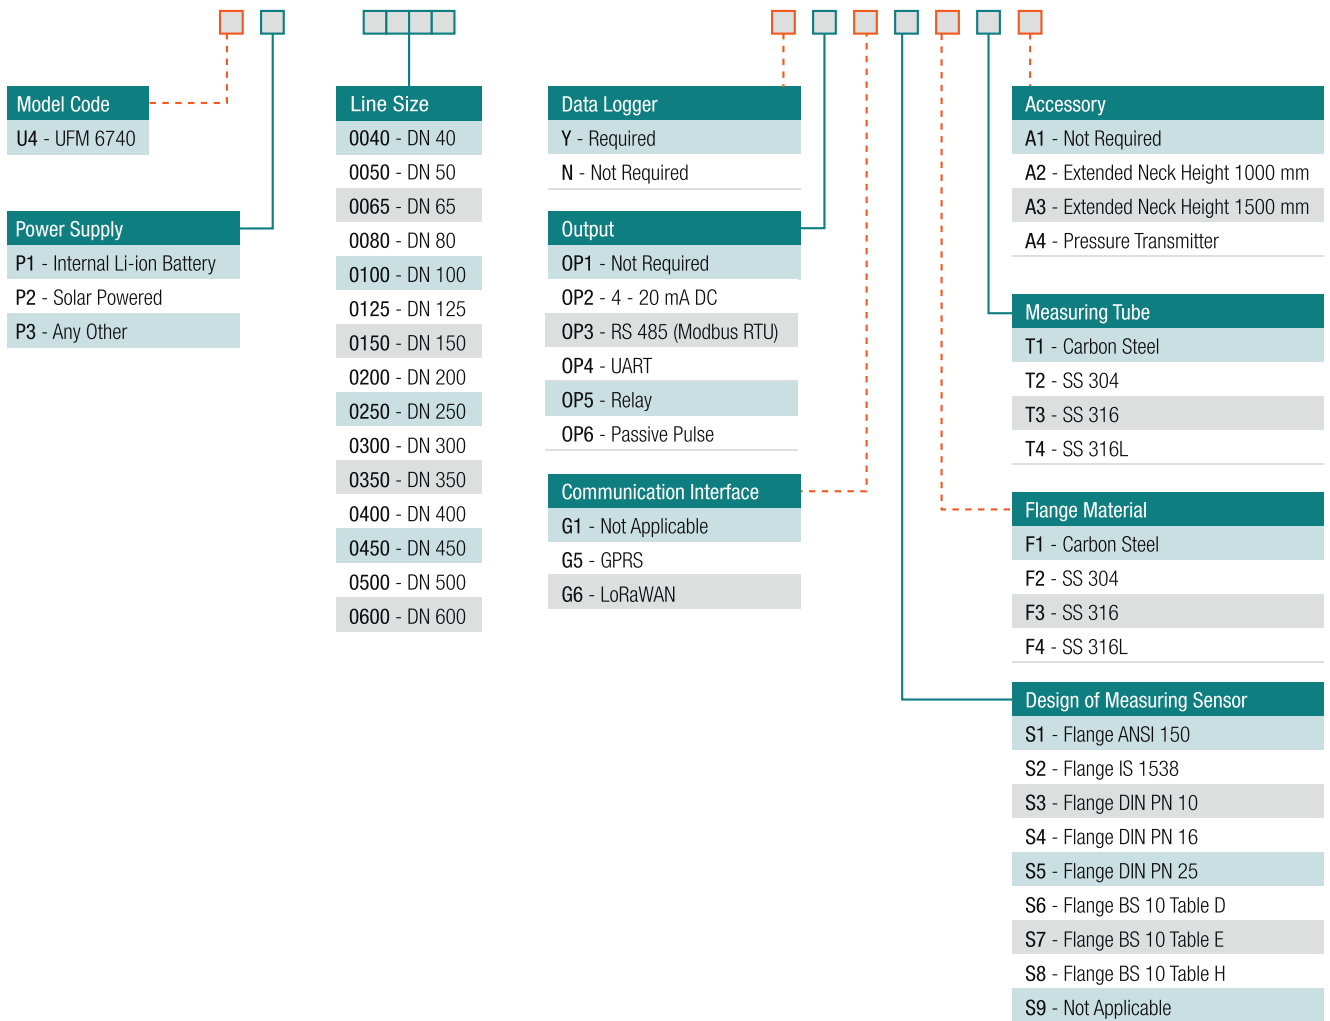 Model Code
U4 - UFM 6740
Power Supply
P1 - Internal Li-ion Battery
P2 - Solar Powered
P3 - Any Other
Line Size
0040 - DN 40
0050 - DN 50
0065 - DN 65
0080 - DN 80
0100 - DN 100
0125 - DN 125
0150 - DN 150
0200 - DN 200
0250 - DN 250
0300 - DN 300
0350 - DN 350
0400 - DN 400
0450 - DN 450
0500 - DN 500
0600 - DN 600
Data Logger
Y - Required
N - Not Required
Output
OP1 - Not Required
OP2 - 4 - 20 mA DC
OP3 - RS 485 (Modbus RTU)
OP4 - UART
OP5 - Relay
OP6 - Passive Pulse
Communication Interface
G1 - Not Applicable
G5 - GPRS
G6 - LoRaWAN
Accessory
A1 - Not Required
A2 - Extended Neck Height 1000 mm
A3 - Extended Neck Height 1500 mm
A4 - Pressure Transmitter
Measuring Tube
T1 - Carbon Steel
T2 - SS 304
T3 - SS 316
T4 - SS 316L
Flange Material
F1 - Carbon Steel
F2 - SS 304
F3 - SS 316
F4 - SS 316L
Design of Measuring Sensor
S1 - Flange ANSI 150
S2 - Flange IS 1538
S3 - Flange DIN PN 10
S4 - Flange DIN PN 16
S5 - Flange DIN PN 25
S6 - Flange BS 10 Table D
S7 - Flange BS 10 Table E
S8 - Flange BS 10 Table H
S9 - Not Applicable